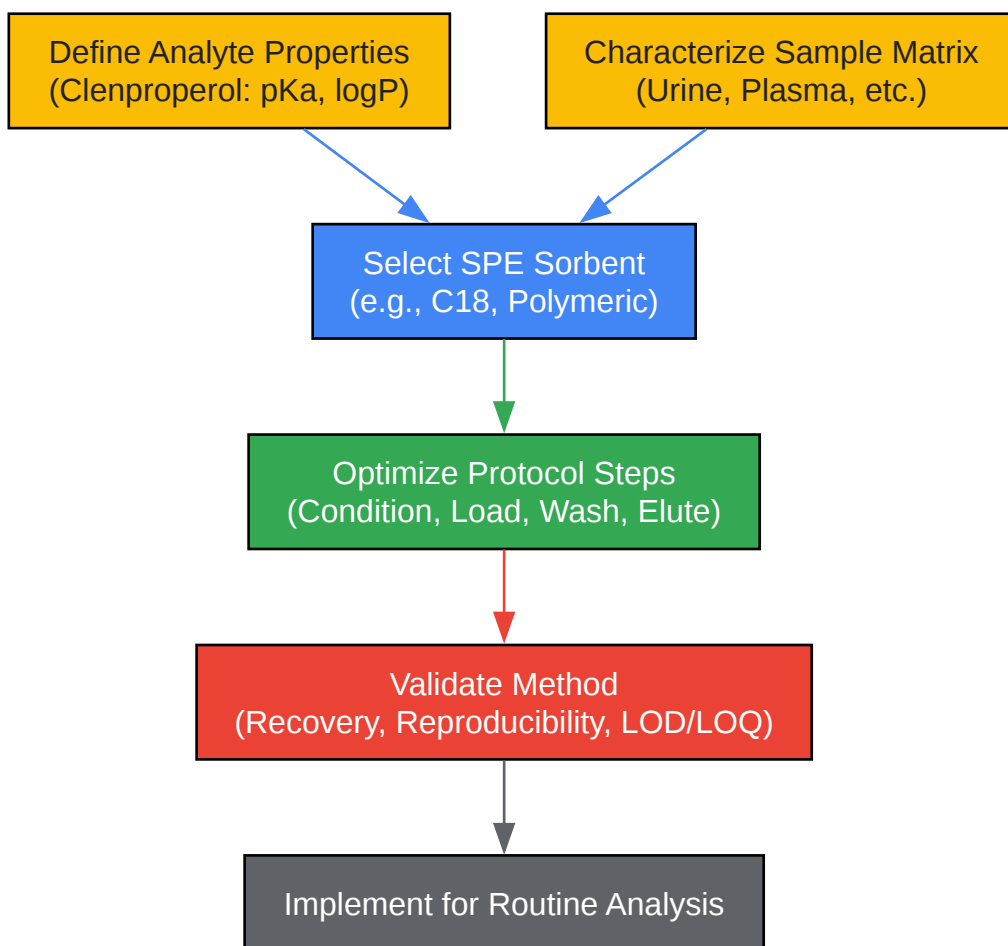 Define Analyte Properties
(Clenproperol: pKa, logP)
Characterize Sample Matrix
(Urine, Plasma, etc.)
Select SPE Sorbent
(e.g., C18, Polymeric)
Optimize Protocol Steps
(Condition, Load, Wash, Elute)
Validate Method
(Recovery, Reproducibility, LOD/LOQ)
Implement for Routine Analysis